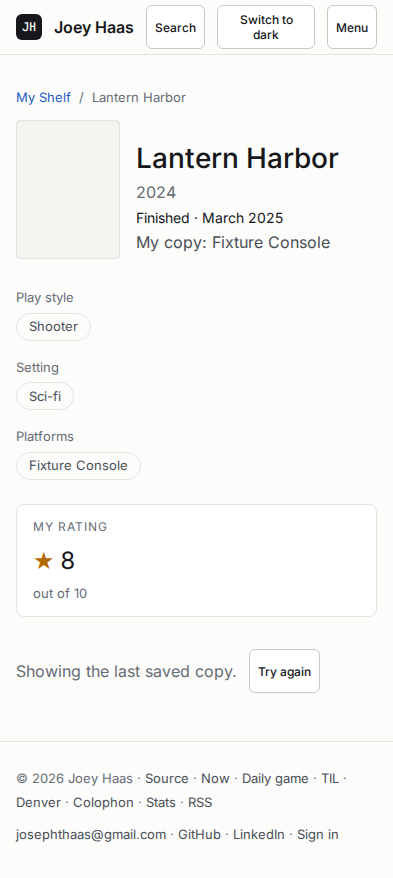 JH Joey Haas Search Switch to dark Menu
My Shelf / Lantern Harbor
Lantern Harbor
2024
Finished · March 2025
My copy: Fixture Console
Play style
Shooter
Setting
Sci-fi
Platforms
Fixture Console
MY RATING
★ 8
out of 10
Showing the last saved copy. Try again
© 2026 Joey Haas · Source · Now · Daily game · TIL ·
Denver · Colophon · Stats · RSS
josephthaas@gmail.com · GitHub · LinkedIn · Sign in